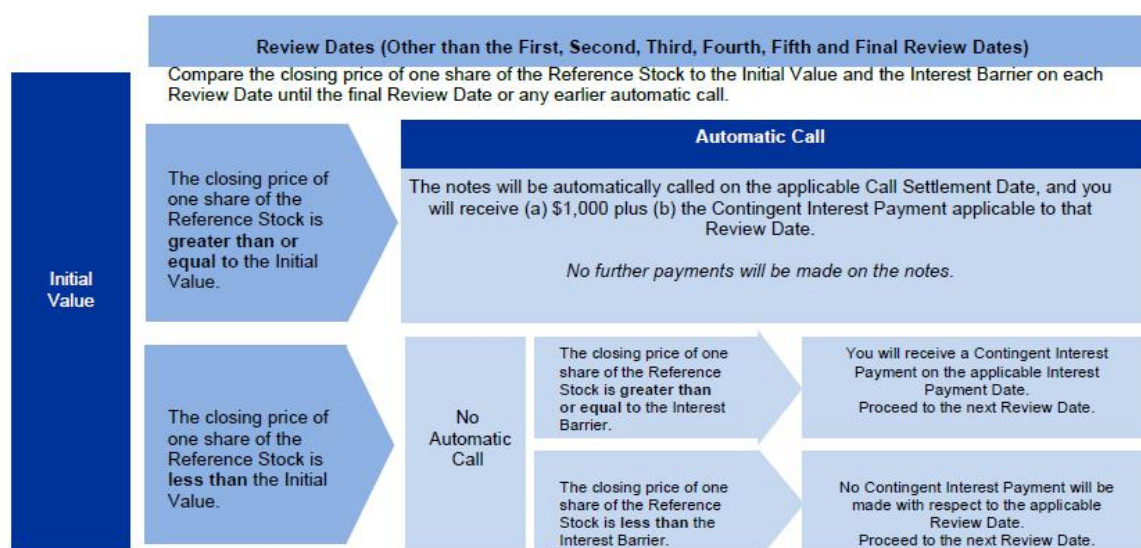 Review Dates (Other than the First, Second, Third, Fourth, Fifth and Final Review Dates)
Compare the closing price of one share of the Reference Stock to the Initial Value and the Interest Barrier on each
Review Date until the final Review Date or any earlier automatic call.
Initial
Value
The closing price of
one share of the
Reference Stock is
greater than or
equal to the Initial
Value.
Automatic Call
The notes will be automatically called on the applicable Call Settlement Date, and you
will receive (a) $1,000 plus (b) the Contingent Interest Payment applicable to that
Review Date.
No further payments will be made on the notes.
The closing price of
one share of the
Reference Stock is
less than the Initial
Value.
No
Automatic
Call
The closing price of one
share of the Reference
Stock is greater than
or equal to the Interest
Barrier.
You will receive a Contingent Interest
Payment on the applicable Interest
Payment Date.
Proceed to the next Review Date.
The closing price of one
share of the Reference
Stock is less than the
Interest Barrier.
No Contingent Interest Payment will be
made with respect to the applicable
Review Date.
Proceed to the next Review Date.